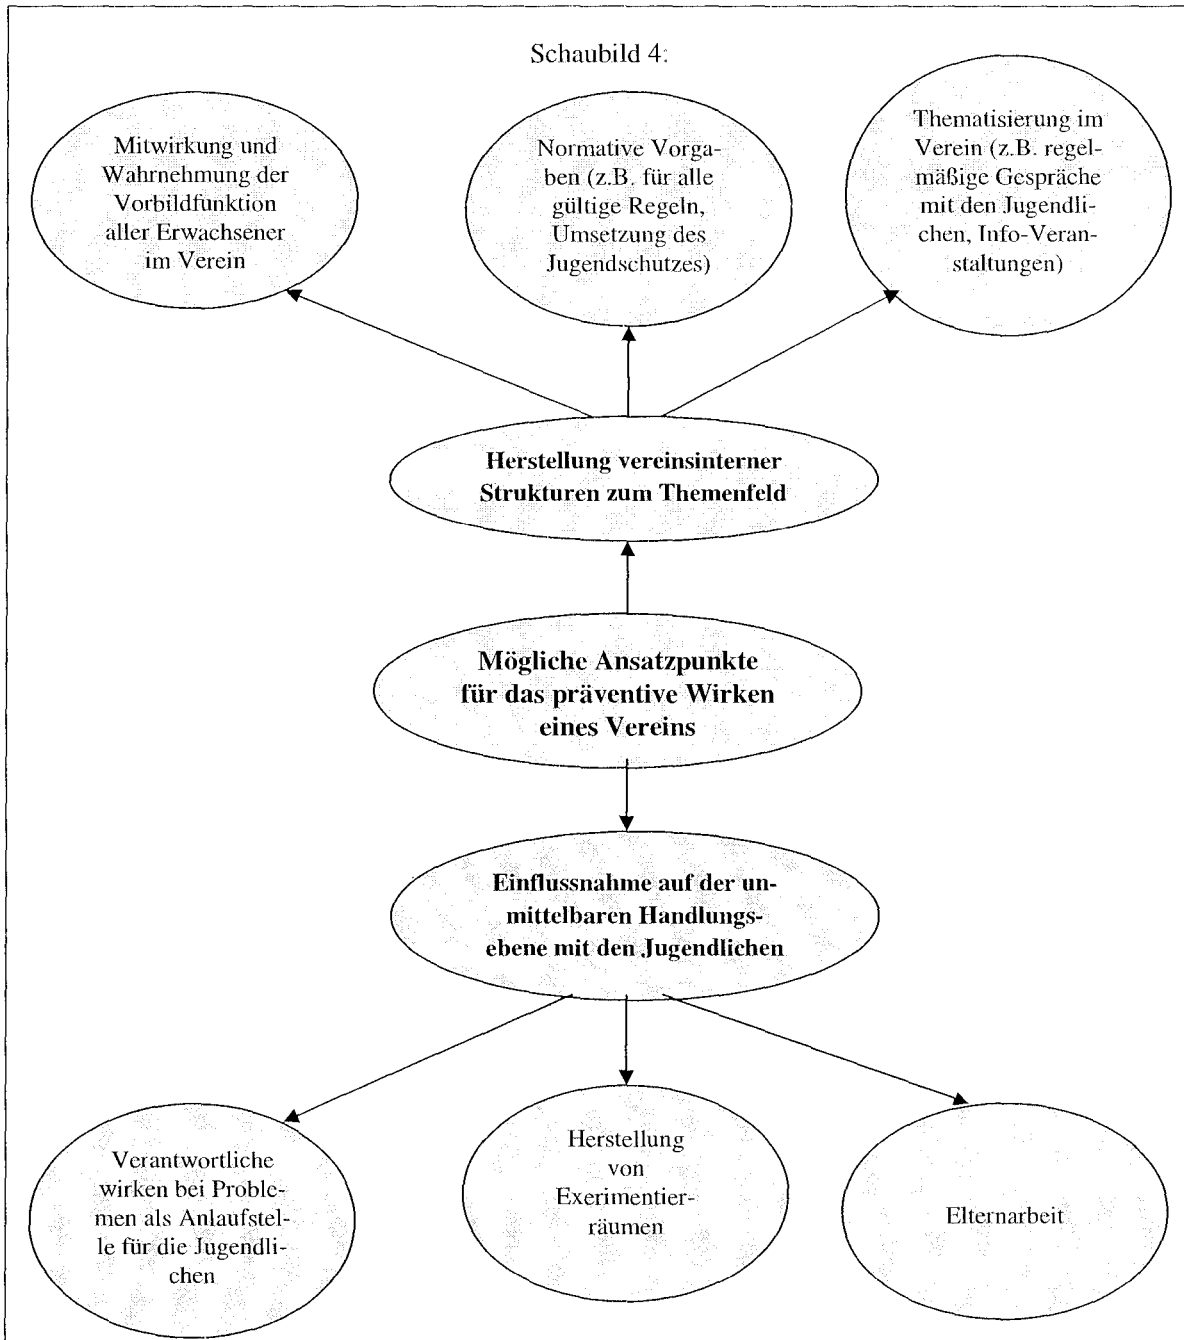 Schaubild 4:
Mitwirkung und
Wahrnehmung der
Vorbildfunktion
aller Erwachsener
im Verein
Normative Vorga-
ben (z.B. für alle
gültige Regeln,
Umsetzung des
Jugendschutzes)
Thematisierung im
Verein (z.B. regel-
mäßige Gespräche
mit den Jugendli-
chen, Info-Veran-
staltungen)
Herstellung vereinsinterner
Strukturen zum Themenfeld
Mögliche Ansatzpunkte
für das präventive Wirken
eines Vereins
Einflussnahme auf der un-
mittelbaren Handlungs-
ebene mit den Jugendlichen
Verantwortliche
wirken bei Proble-
men als Anlaufstel-
le für die Jugendli-
chen
Herstellung
von
Exerimentier-
räumen
Elternarbeit